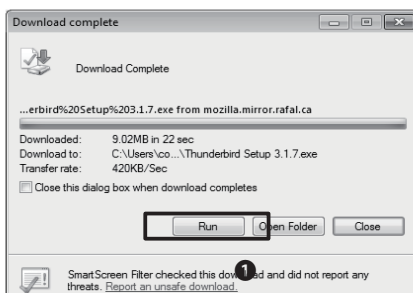 Download complete
Download Complete
...erbird%20Setup%203.1.7.exe from mozilla.mirror.rafal.ca
Downloaded: 9.02MB in 22 sec
Download to: C:\Users\co...\Thunderbird Setup 3.1.7.exe
Transfer rate: 420KB/Sec
Close this dialog box when download completes
Run Open Folder Close
1
SmartScreen Filter checked this download and did not report any
threats. Report an unsafe download.